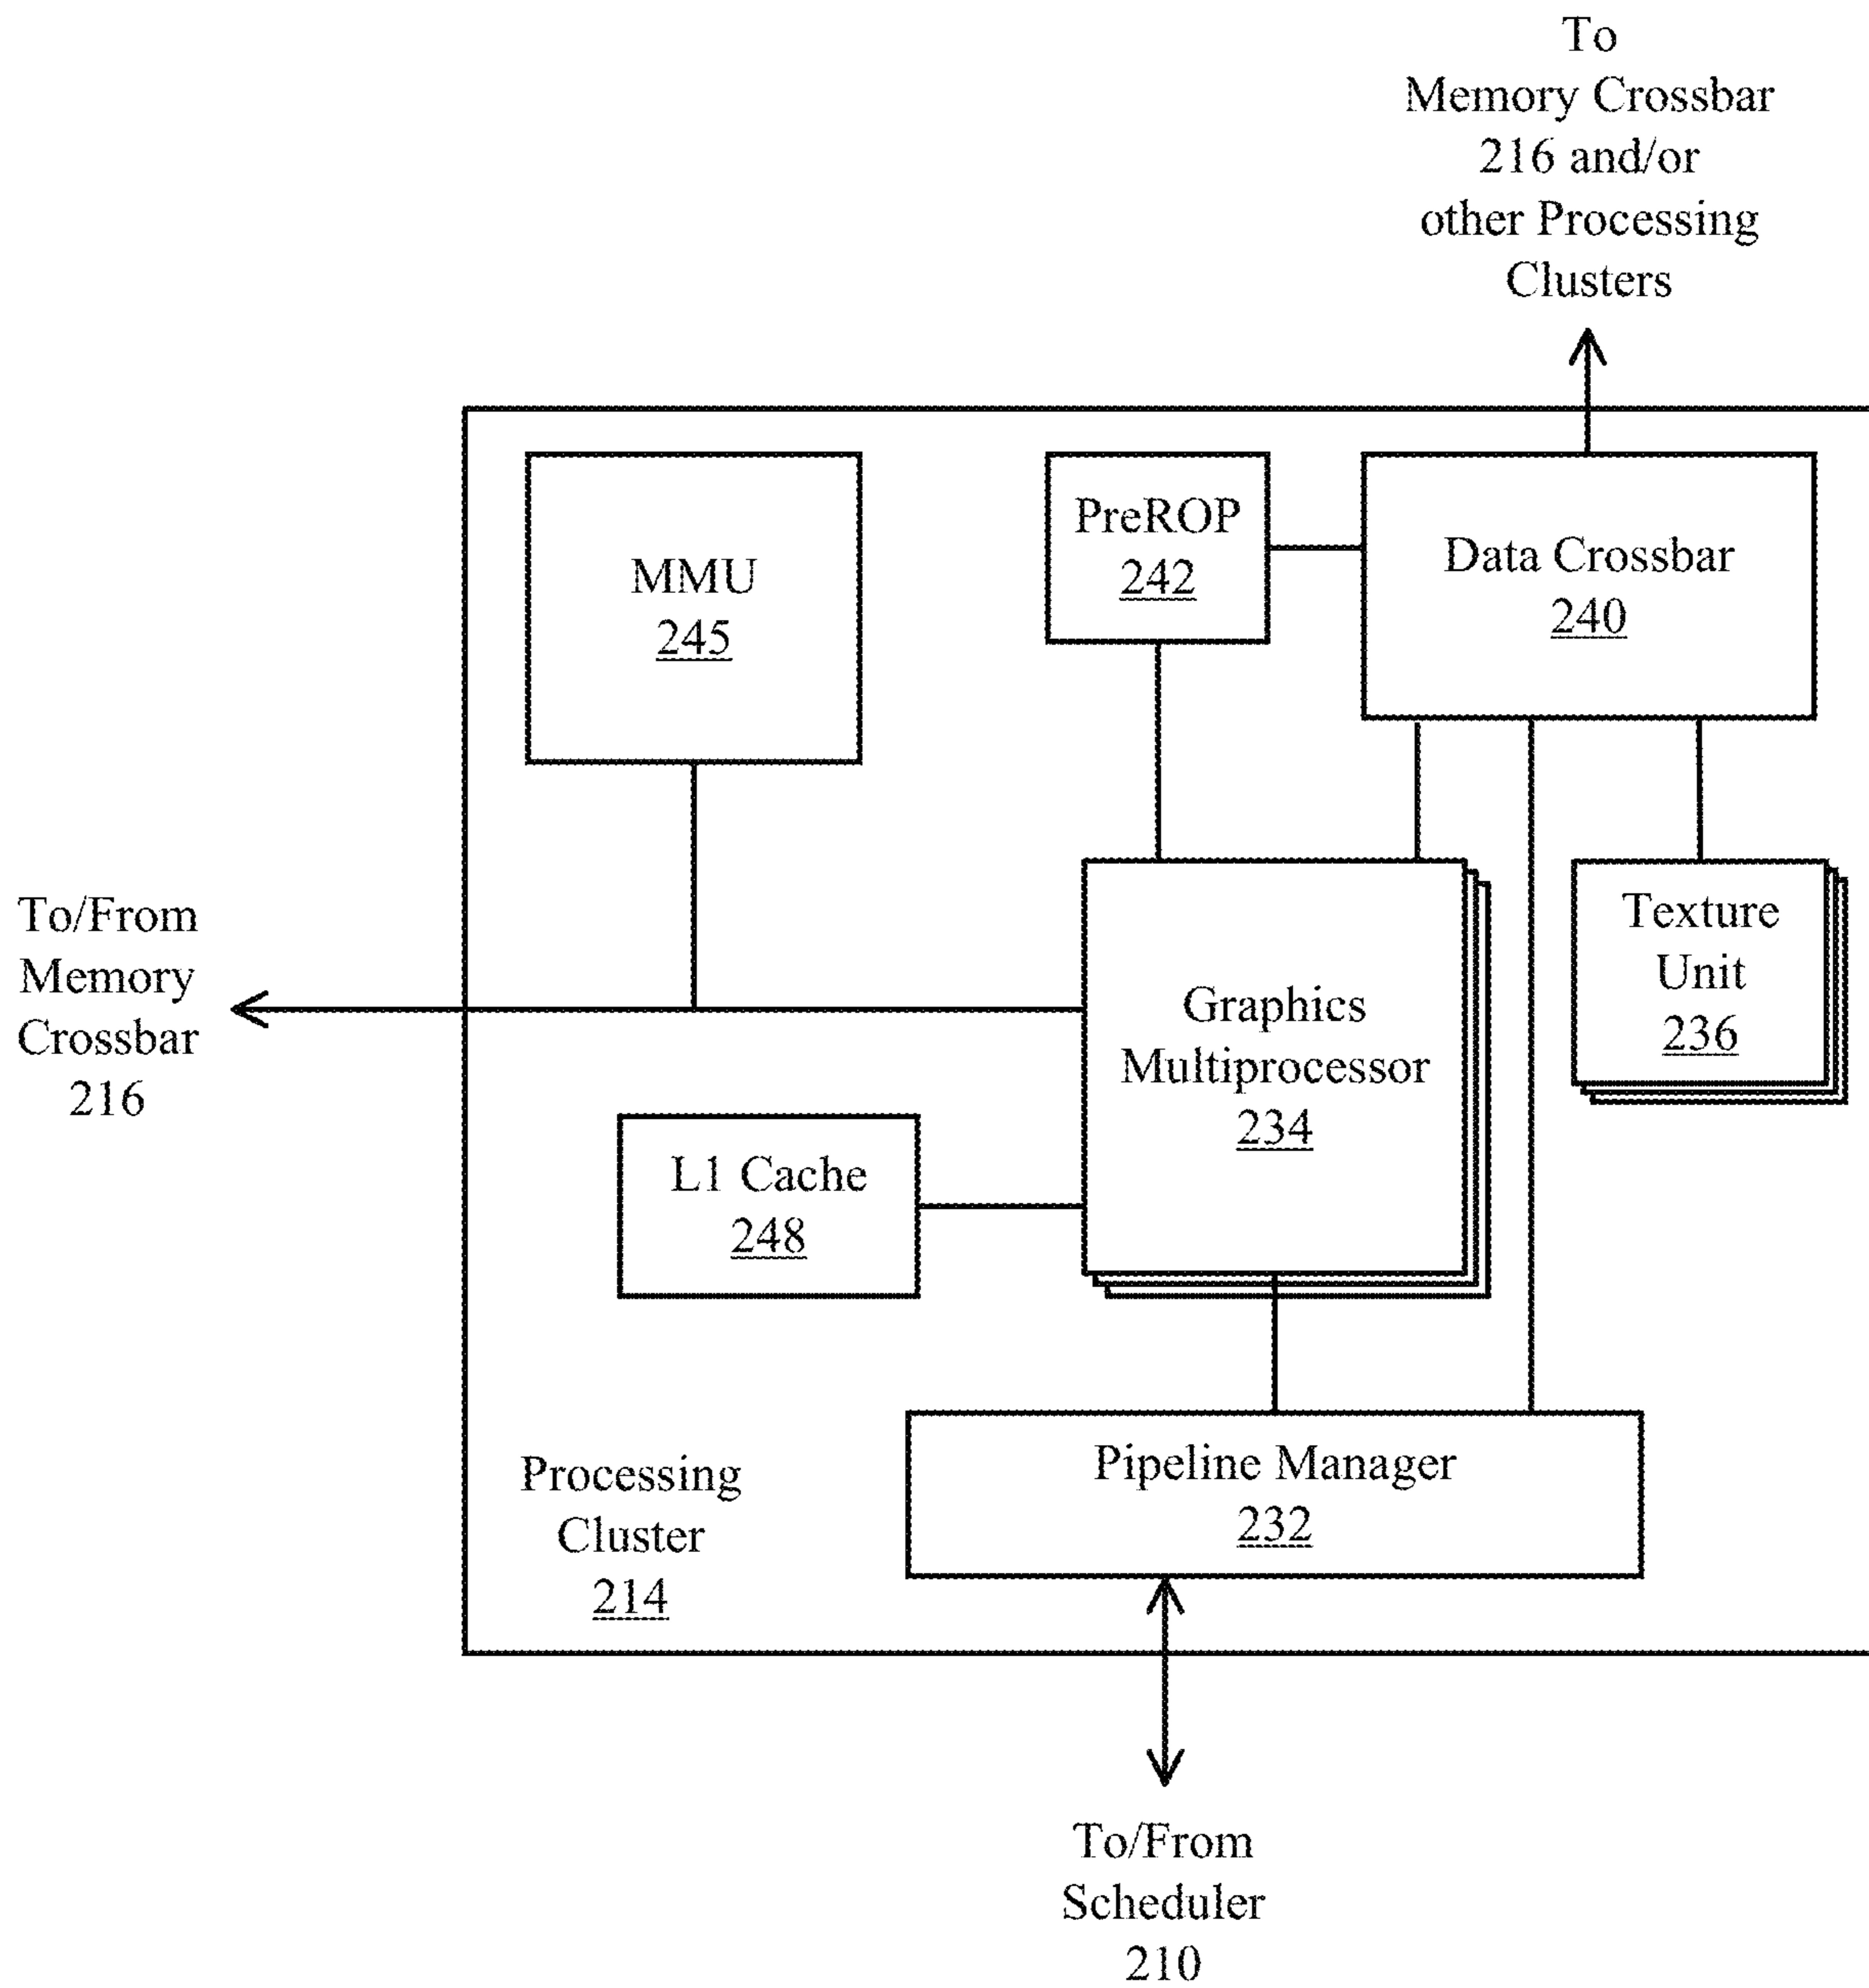 To
Memory Crossbar
216 and/or
other Processing
Clusters
MMU
245
PreROP
242
Data Crossbar
240
To/From
Memory
Crossbar
216
Graphics
Multiprocessor
234
Texture
Unit
236
L1 Cache
248
Processing
Cluster
214
Pipeline Manager
232
To/From
Scheduler
210